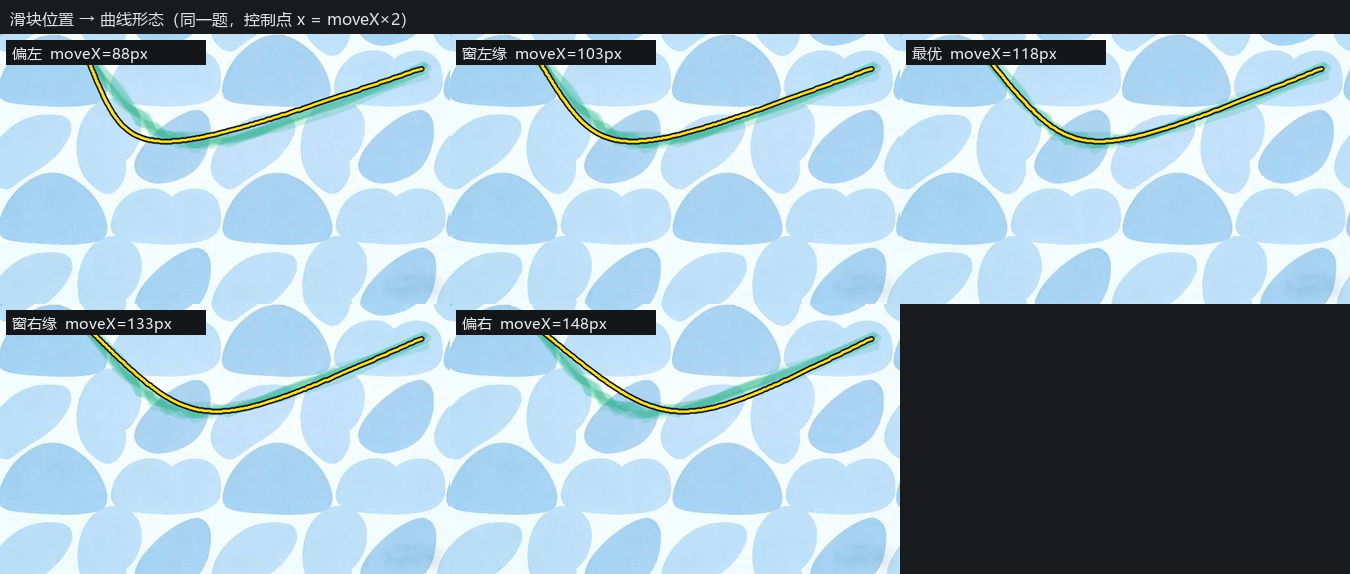 滑块位置 → 曲线形态（同一题，控制点 x = moveX×2）
偏左 moveX=88px
窗左缘 moveX=103px
最优 moveX=118px
窗右缘 moveX=133px
偏右 moveX=148px